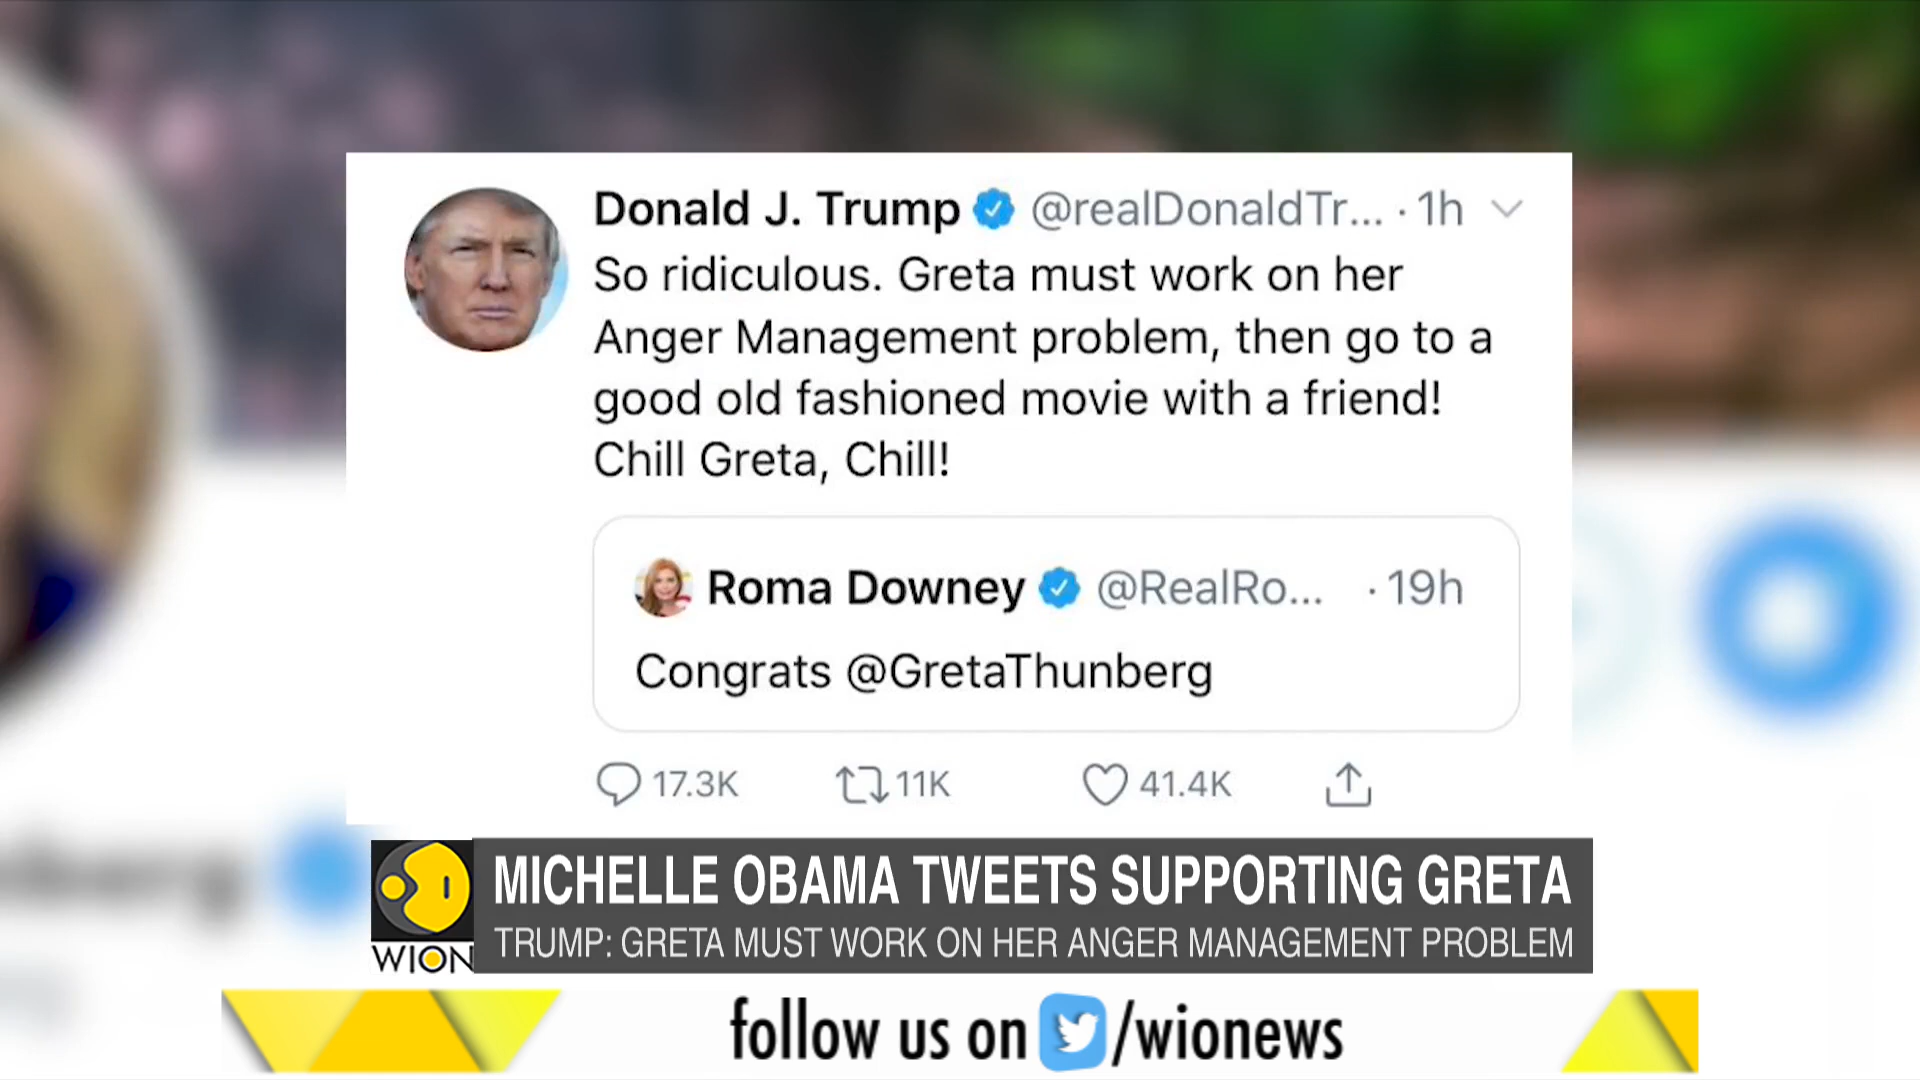 Donald J. Trump @realDonaldTr... · 1h
So ridiculous. Greta must work on her
Anger Management problem, then go to a
good old fashioned movie with a friend!
Chill Greta, Chill!
Roma Downey @RealRo... · 19h
Congrats @GretaThunberg
17.3K 11K 41.4K
MICHELLE OBAMA TWEETS SUPPORTING GRETA
TRUMP: GRETA MUST WORK ON HER ANGER MANAGEMENT PROBLEM
WION
follow us on /wionews